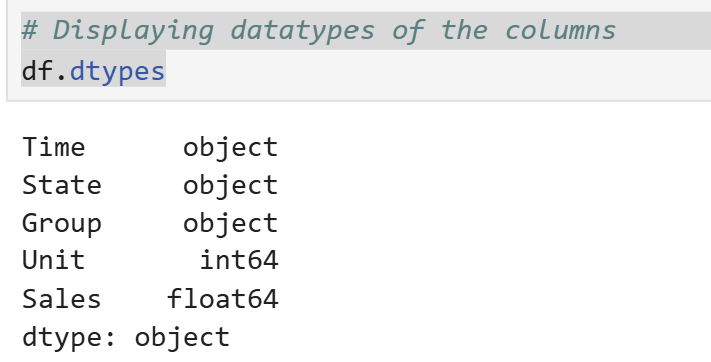 # Displaying datatypes of the columns
df.dtypes
Time object
State object
Group object
Unit int64
Sales float64
dtype: object